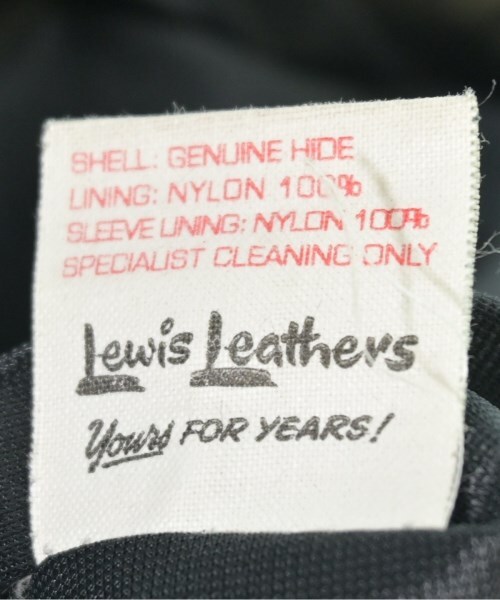 SHELL: GENUINE HIDE
LINING: NYLON 100%
SLEEVE LINING: NYLON 100%
SPECIALIST CLEANING ONLY
Lewis Leathers
Yours FOR YEARS!